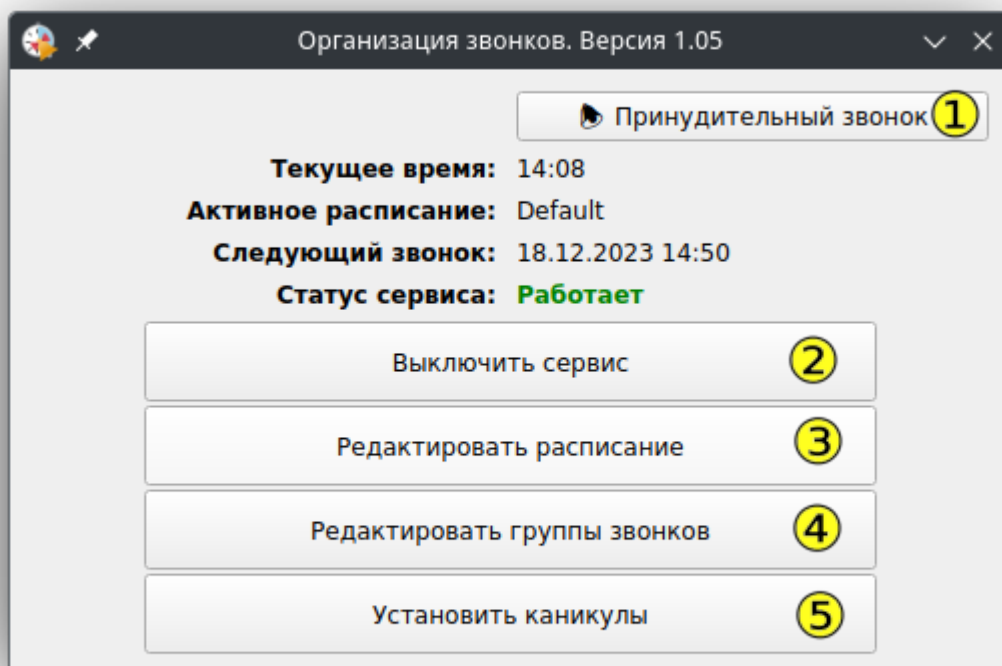 Организация звонков. Версия 1.05
Принудительный звонок 1
Текущее время: 14:08
Активное расписание: Default
Следующий звонок: 18.12.2023 14:50
Статус сервиса: Работает
Выключить сервис 2
Редактировать расписание 3
Редактировать группы звонков 4
Установить каникулы 5